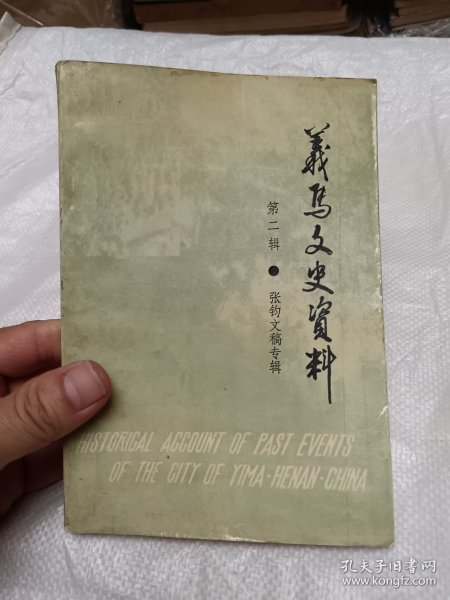 義馬文史資料
第二辑●张钧文稿专辑
HISTORICAL ACCOUNT OF PAST EVENTS
OF THE CITY OF YIMA·HENAN·CHINA
孔夫子旧书网
www.kongfz.com